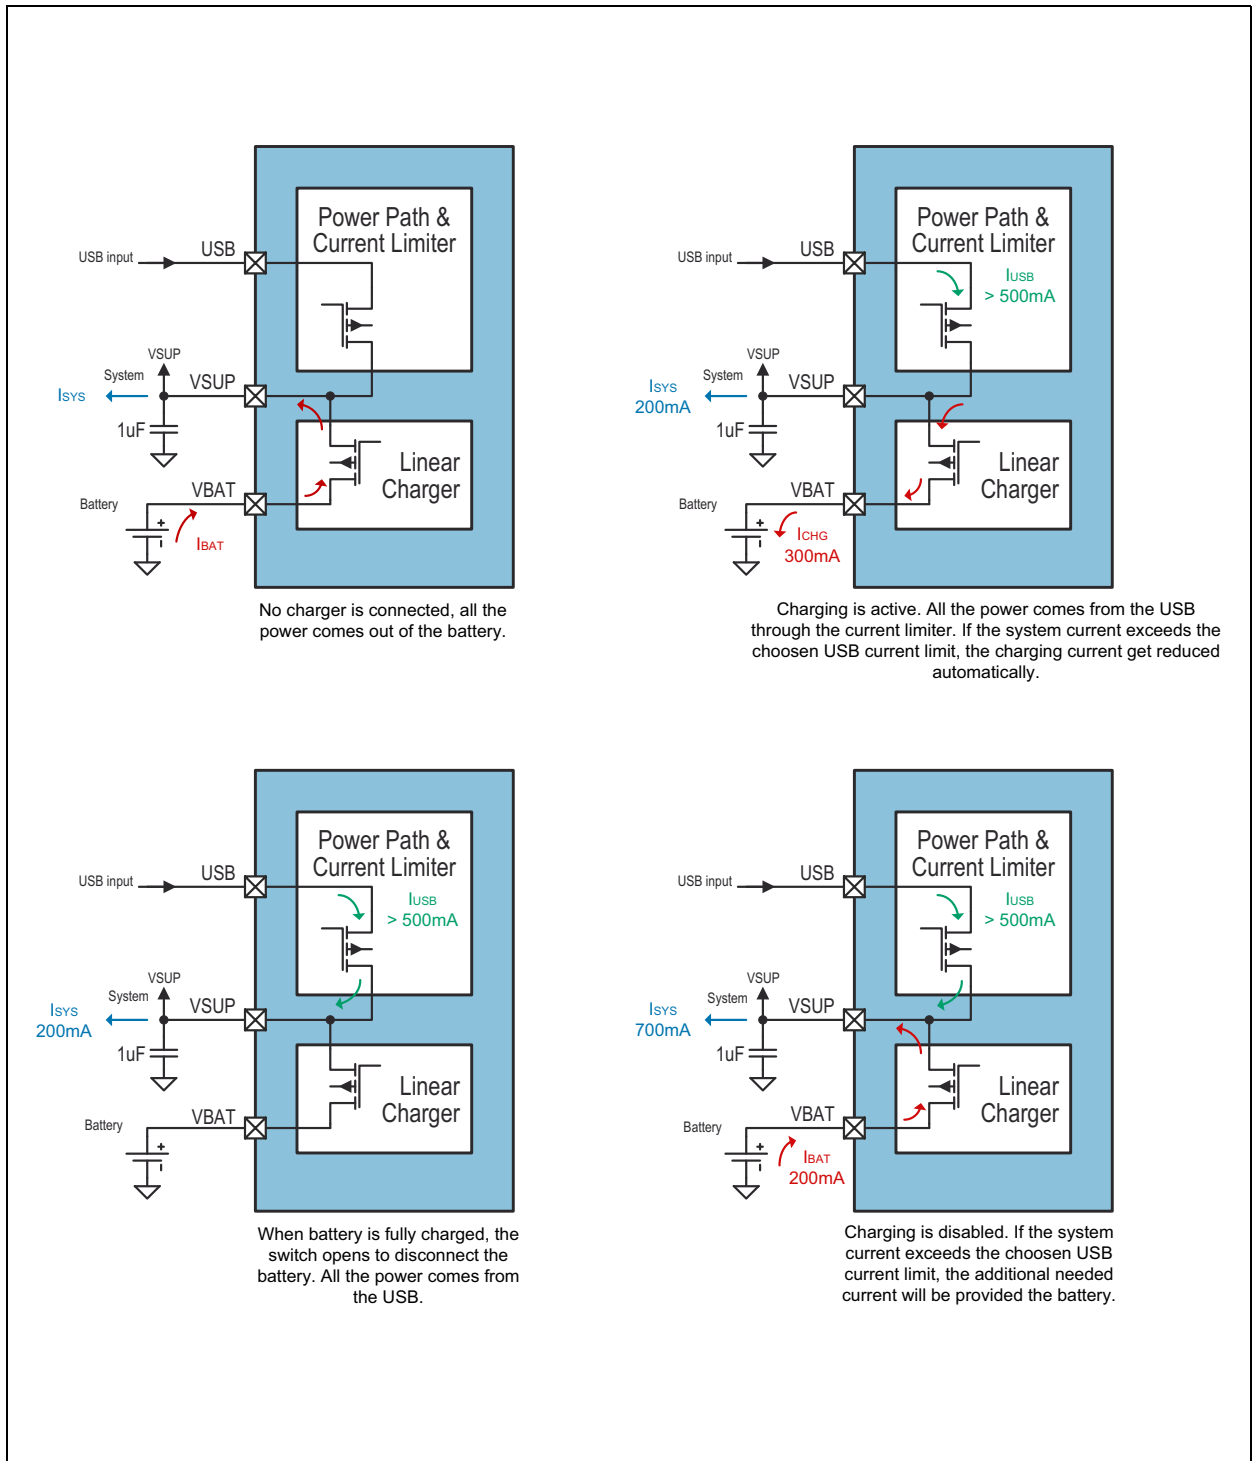 Power Path &
Current Limiter
USB
USB input
VSUP
System
VSUP
ISYS
1uF
Linear
Charger
VBAT
Battery
+
IBAT
No charger is connected, all the
power comes out of the battery.
Power Path &
Current Limiter
USB
USB input
IUSB
> 500mA
VSUP
System
VSUP
ISYS
200mA
1uF
Linear
Charger
VBAT
Battery
+
ICHG
300mA
Charging is active. All the power comes from the USB
through the current limiter. If the system current exceeds the
choosen USB current limit, the charging current get reduced
automatically.
Power Path &
Current Limiter
USB
USB input
IUSB
> 500mA
VSUP
System
VSUP
ISYS
200mA
1uF
Linear
Charger
VBAT
Battery
+
When battery is fully charged, the
switch opens to disconnect the
battery. All the power comes from
the USB.
Power Path &
Current Limiter
USB
USB input
IUSB
> 500mA
VSUP
System
VSUP
ISYS
700mA
1uF
Linear
Charger
VBAT
Battery
+
IBAT
200mA
Charging is disabled. If the system
current exceeds the choosen USB
current limit, the additional needed
current will be provided the battery.